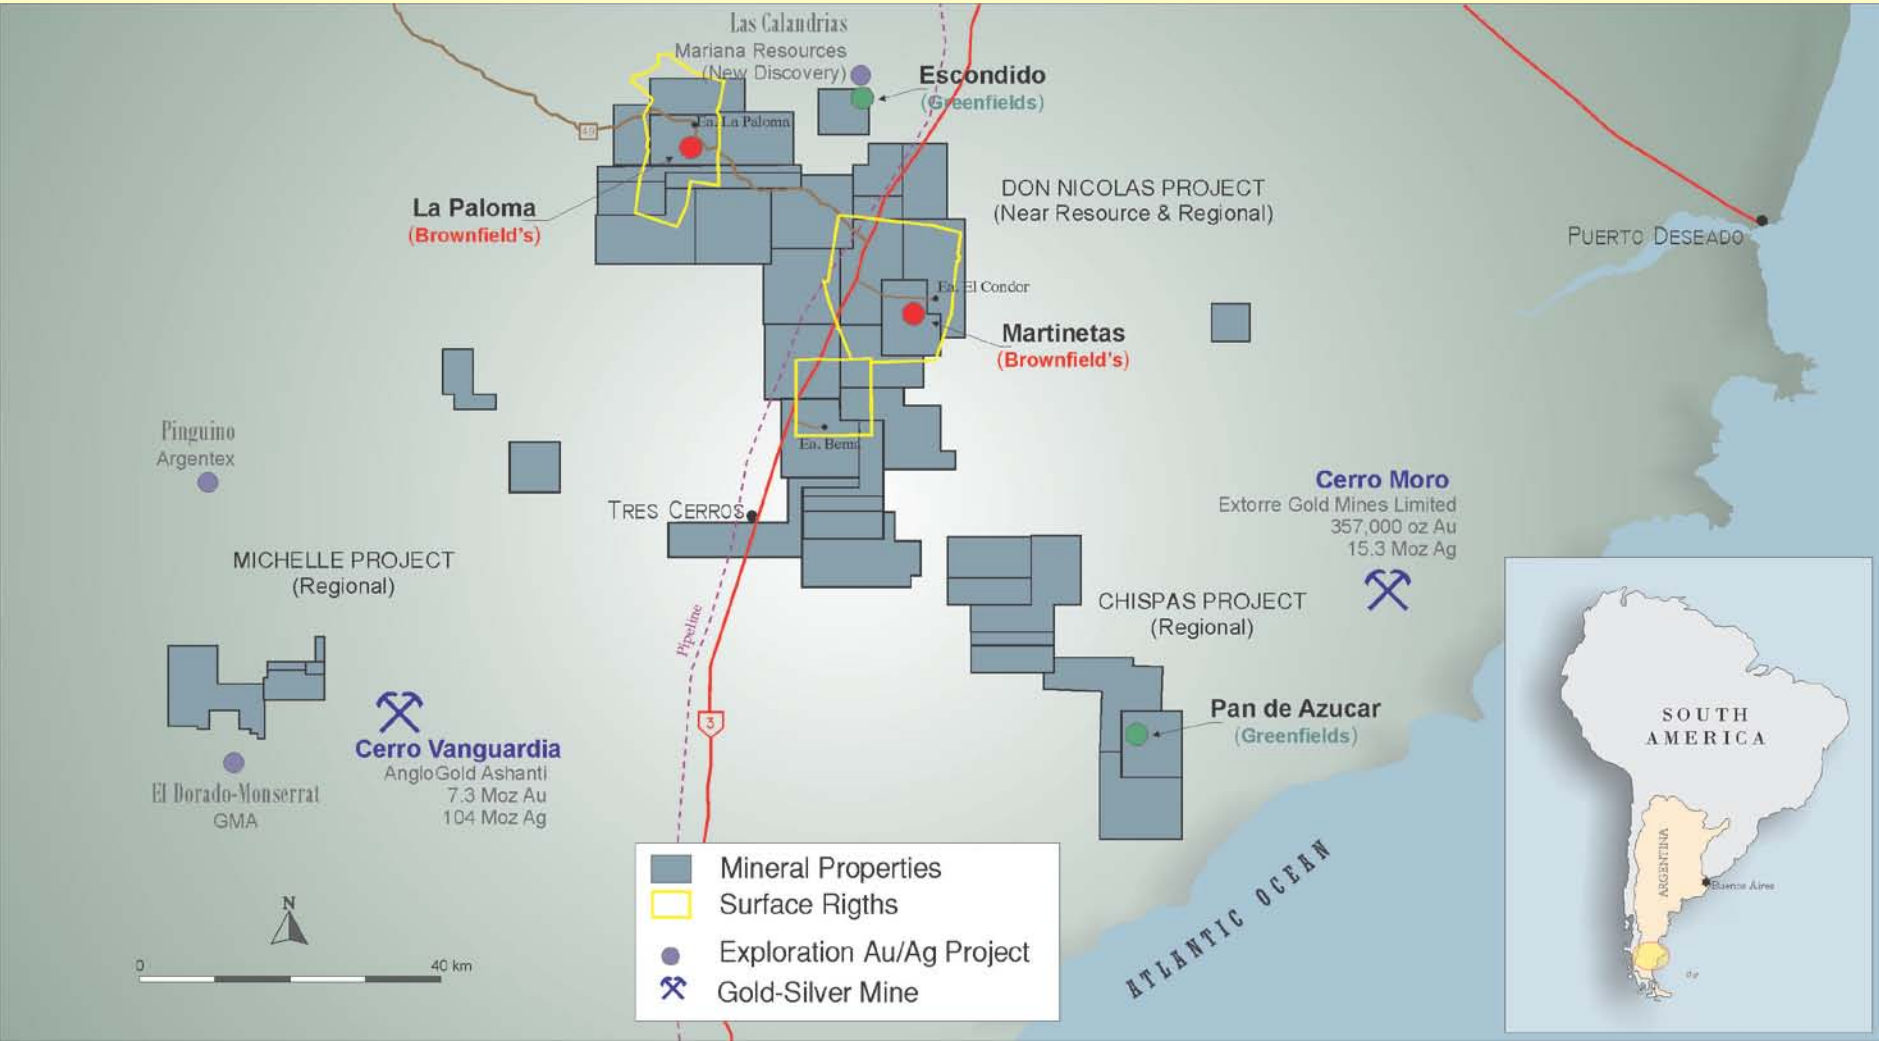 Las Calandrias
Mariana Resources
(New Discovery)
Escondido
(Greenfields)
49
Ea. La Paloma
La Paloma
(Brownfield's)
DON NICOLAS PROJECT
(Near Resource & Regional)
PUERTO DESEADO
Ea. El Condor
Martinetas
(Brownfield's)
Pinguino
Argentex
Ea. Bema
TRES CERROS
Cerro Moro
Extorre Gold Mines Limited
357,000 oz Au
15.3 Moz Ag
MICHELLE PROJECT
(Regional)
CHISPAS PROJECT
(Regional)
Pipeline
3
Pan de Azucar
(Greenfields)
Cerro Vanguardia
AngloGold Ashanti
7.3 Moz Au
104 Moz Ag
El Dorado-Monserrat
GMA
Mineral Properties
Surface Rigths
Exploration Au/Ag Project
Gold-Silver Mine
N
0 40 km
ATLANTIC OCEAN
SOUTH
AMERICA
ARGENTINA
Buenos Aires